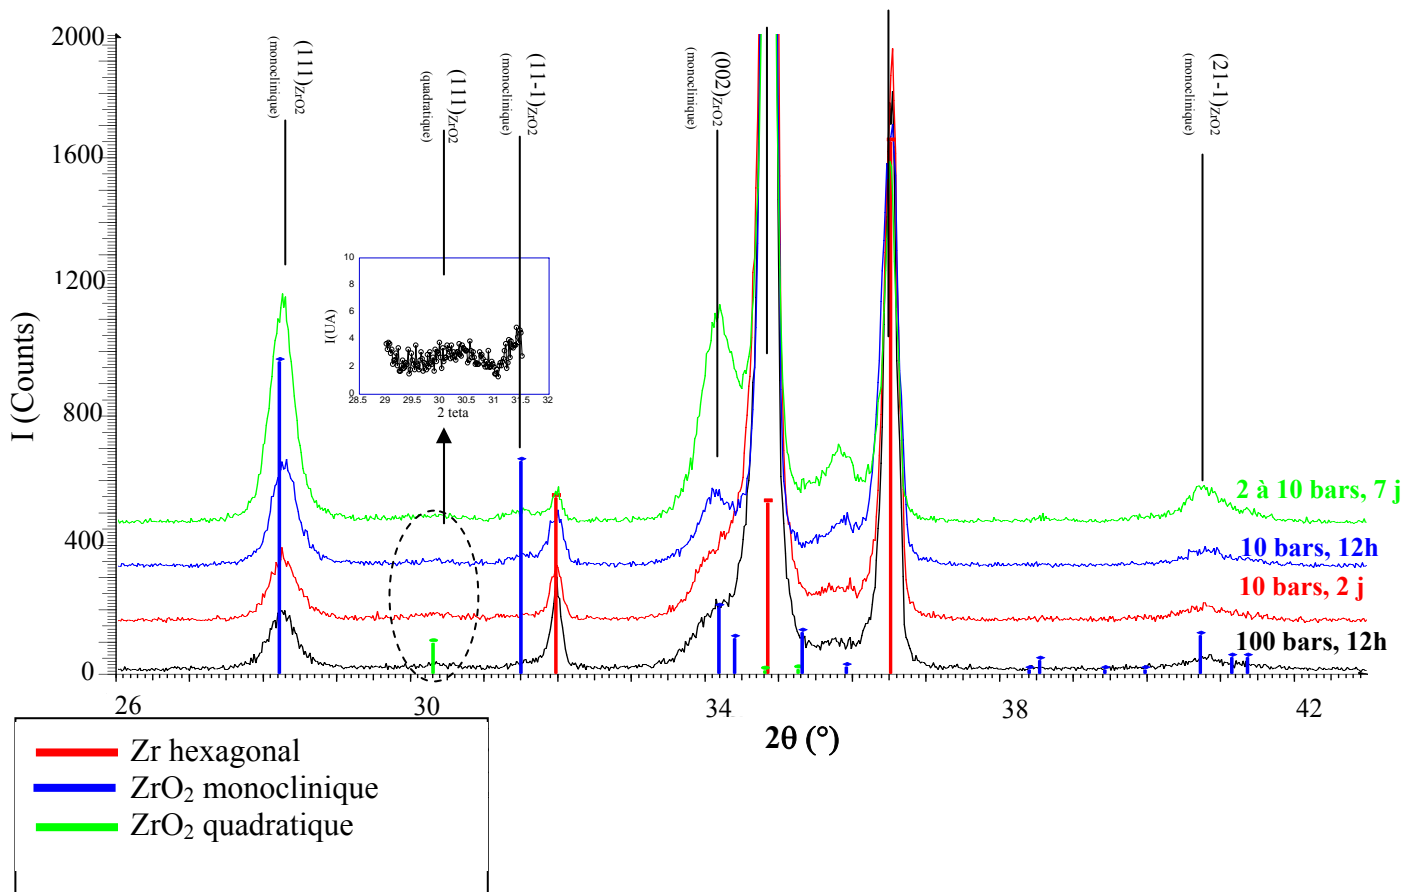 2000
1600
1200
800
400
0
I (Counts)
(111)ZrO2
(monoclinique)
(111)ZrO2
(quadratique)
(11-1)ZrO2
(monoclinique)
(002)ZrO2
(monoclinique)
(21-1)ZrO2
(monoclinique)
10
8
6
4
2
0
I(UA)
28.5 29 29.5 30 30.5 31 31.5 32
2 teta
2 à 10 bars, 7 j
10 bars, 12h
10 bars, 2 j
100 bars, 12h
26 30 34 38 42
2θ (°)
Zr hexagonal
ZrO₂ monoclinique
ZrO₂ quadratique